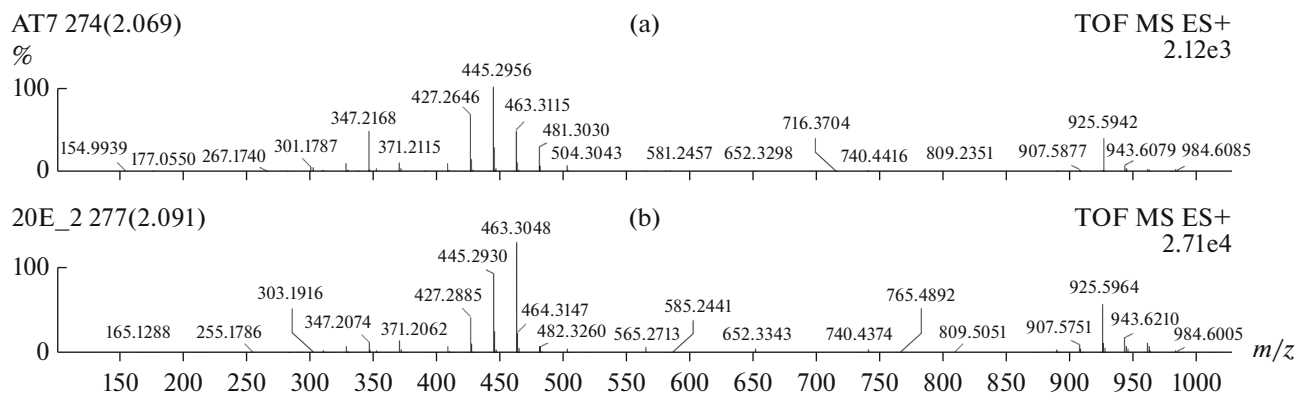 AT7 274(2.069) (a) TOF MS ES+
% 2.12e3
100 445.2956
427.2646 463.3115
347.2168 716.3704 925.5942
301.1787 371.2115 481.3030
154.9939 177.0550 267.1740 504.3043 581.2457 652.3298 740.4416 809.2351 907.5877 943.6079 984.6085
0
20E_2 277(2.091) (b) TOF MS ES+
463.3048 2.71e4
100 445.2930
303.1916 427.2885 585.2441 765.4892 925.5964
347.2074 464.3147
165.1288 255.1786 371.2062 482.3260 565.2713 652.3343 740.4374 809.5051 907.5751 943.6210 984.6005
0 m/z
150 200 250 300 350 400 450 500 550 600 650 700 750 800 850 900 950 1000